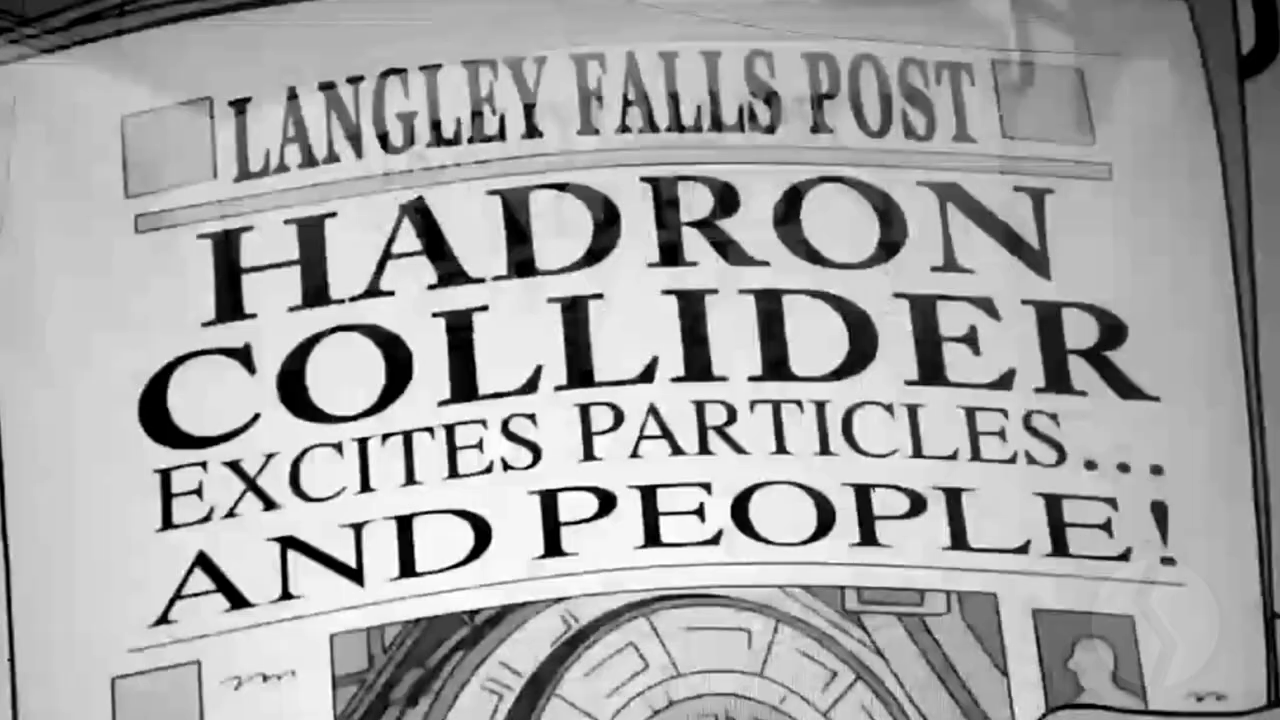 LANGLEY FALLS POST
HADRON
COLLIDER
EXCITES PARTICLES...
AND PEOPLE!